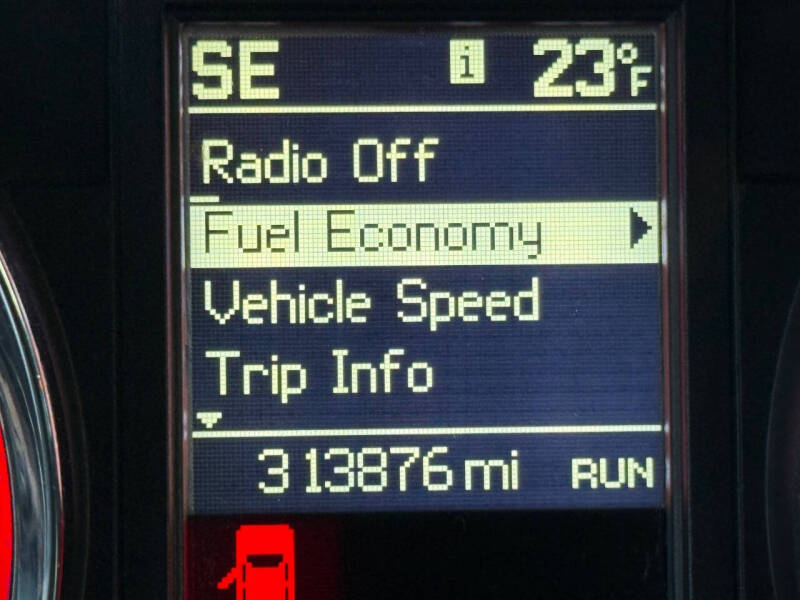 SE i 23°F
Radio Off
Fuel Economy
Vehicle Speed
Trip Info
313876 mi RUN